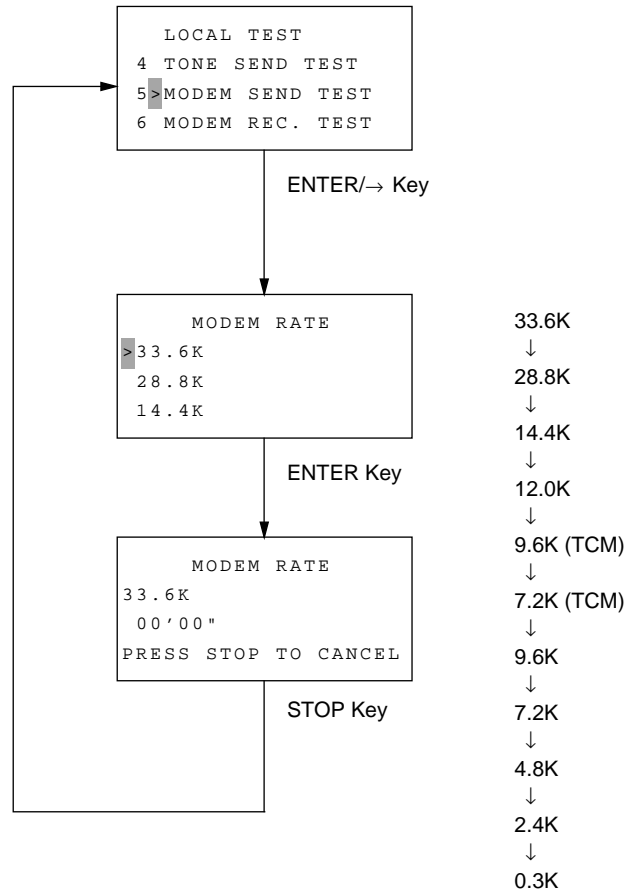 LOCAL TEST
4 TONE SEND TEST
5 >MODEM SEND TEST
6 MODEM REC. TEST
ENTER/→ Key
MODEM RATE
>33.6K
28.8K
14.4K
ENTER Key
MODEM RATE
33.6K
00'00"
PRESS STOP TO CANCEL
STOP Key
33.6K
↓
28.8K
↓
14.4K
↓
12.0K
↓
9.6K (TCM)
↓
7.2K (TCM)
↓
9.6K
↓
7.2K
↓
4.8K
↓
2.4K
↓
0.3K